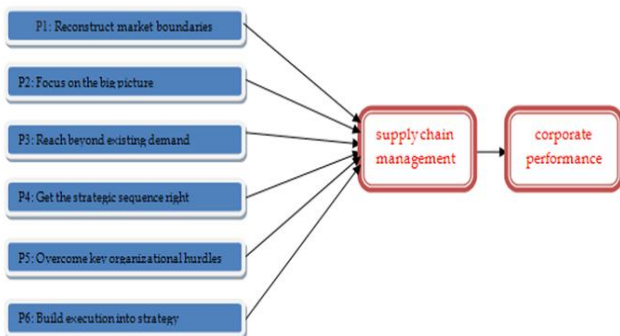 P1: Reconstruct market boundaries
P2: Focus on the big picture
P3: Reach beyond existing demand
P4: Get the strategic sequence right
P5: Overcome key organizational hurdles
P6: Build execution into strategy
supply chain
management
corporate
performance